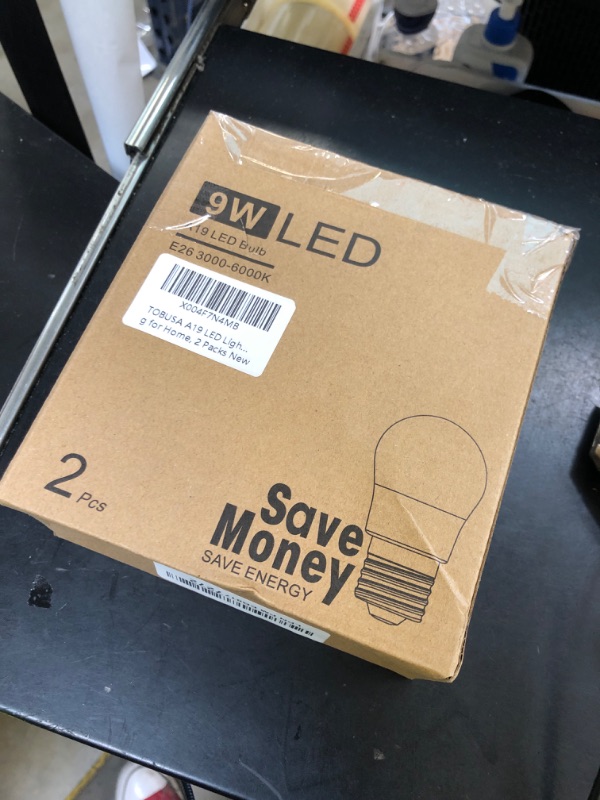 9W LED
A19 LED Bulb
E26 3000-6000K
X004F7N4MB
TOBUSA A19 LED Ligh...
g for Home, 2 Packs New
2 Pcs
Save
Money
SAVE ENERGY